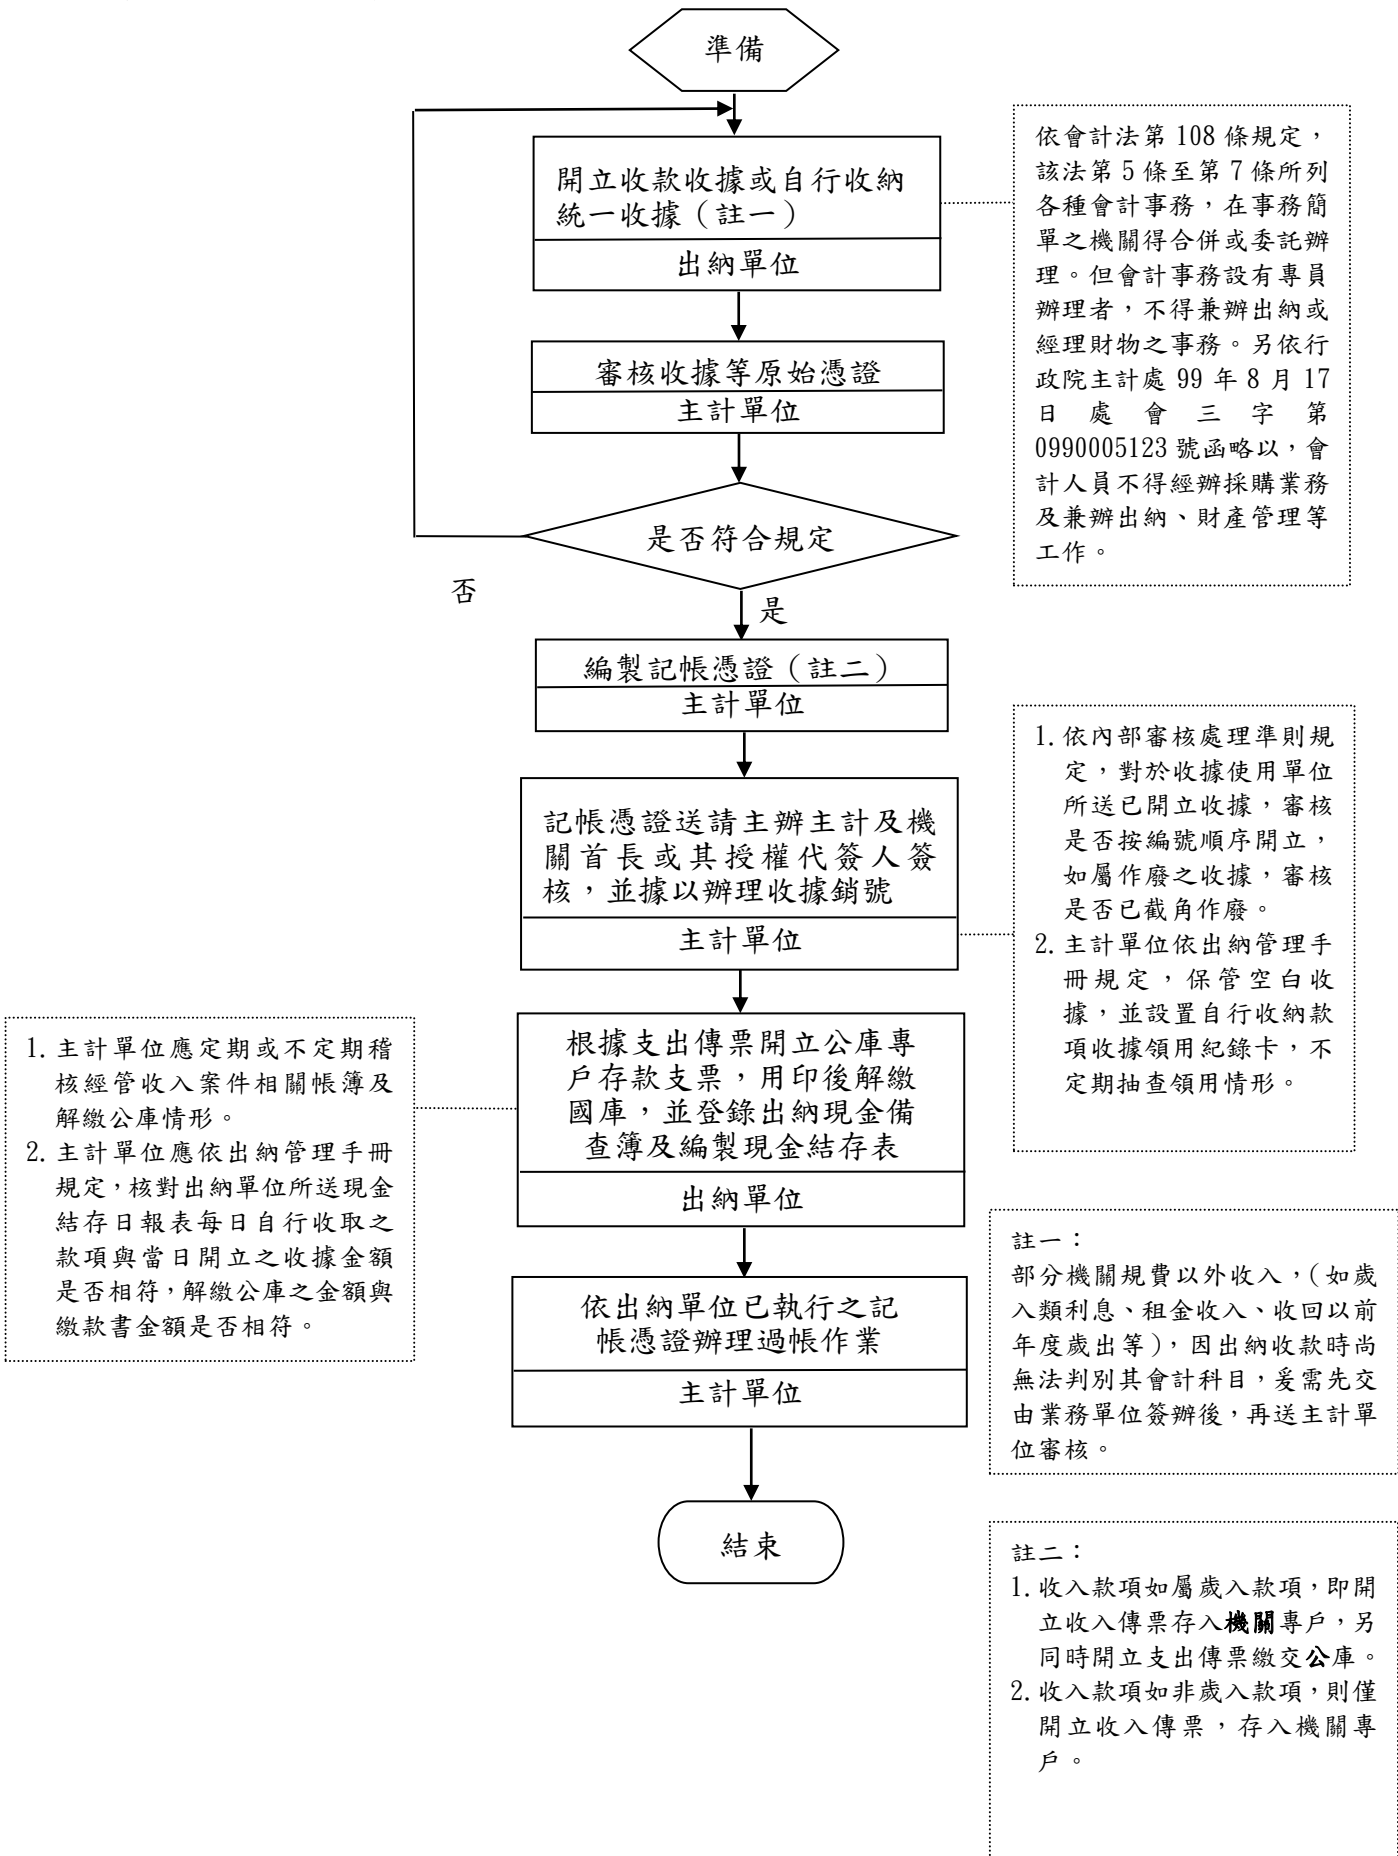 準備
開立收款收據或自行收納
統一收據（註一）
出納單位
依會計法第 108 條規定，
該法第 5 條至第 7 條所列
各種會計事務，在事務簡
單之機關得合併或委託辦
理。但會計事務設有專員
辦理者，不得兼辦出納或
經理財物之事務。另依行
政院主計處 99 年 8 月 17
日處會三字第
0990005123 號函略以，會
計人員不得經辦採購業務
及兼辦出納、財產管理等
工作。
審核收據等原始憑證
主計單位
是否符合規定
否
是
編製記帳憑證（註二）
主計單位
記帳憑證送請主辦主計及機
關首長或其授權代簽人簽
核，並據以辦理收據銷號
主計單位
1. 依內部審核處理準則規
定，對於收據使用單位
所送已開立收據，審核
是否按編號順序開立，
如屬作廢之收據，審核
是否已截角作廢。
2. 主計單位依出納管理手
冊規定，保管空白收
據，並設置自行收納款
項收據領用紀錄卡，不
定期抽查領用情形。
根據支出傳票開立公庫專
戶存款支票，用印後解繳
國庫，並登錄出納現金備
查簿及編製現金結存表
出納單位
1. 主計單位應定期或不定期稽
核經管收入案件相關帳簿及
解繳公庫情形。
2. 主計單位應依出納管理手冊
規定，核對出納單位所送現金
結存日報表每日自行收取之
款項與當日開立之收據金額
是否相符，解繳公庫之金額與
繳款書金額是否相符。
依出納單位已執行之記
帳憑證辦理過帳作業
主計單位
結束
註一：
部分機關規費以外收入，（如歲
入類利息、租金收入、收回以前
年度歲出等），因出納收款時尚
無法判別其會計科目，爰需先交
由業務單位簽辦後，再送主計單
位審核。
註二：
1. 收入款項如屬歲入款項，即開
立收入傳票存入機關專戶，另
同時開立支出傳票繳交公庫。
2. 收入款項如非歲入款項，則僅
開立收入傳票，存入機關專
戶。